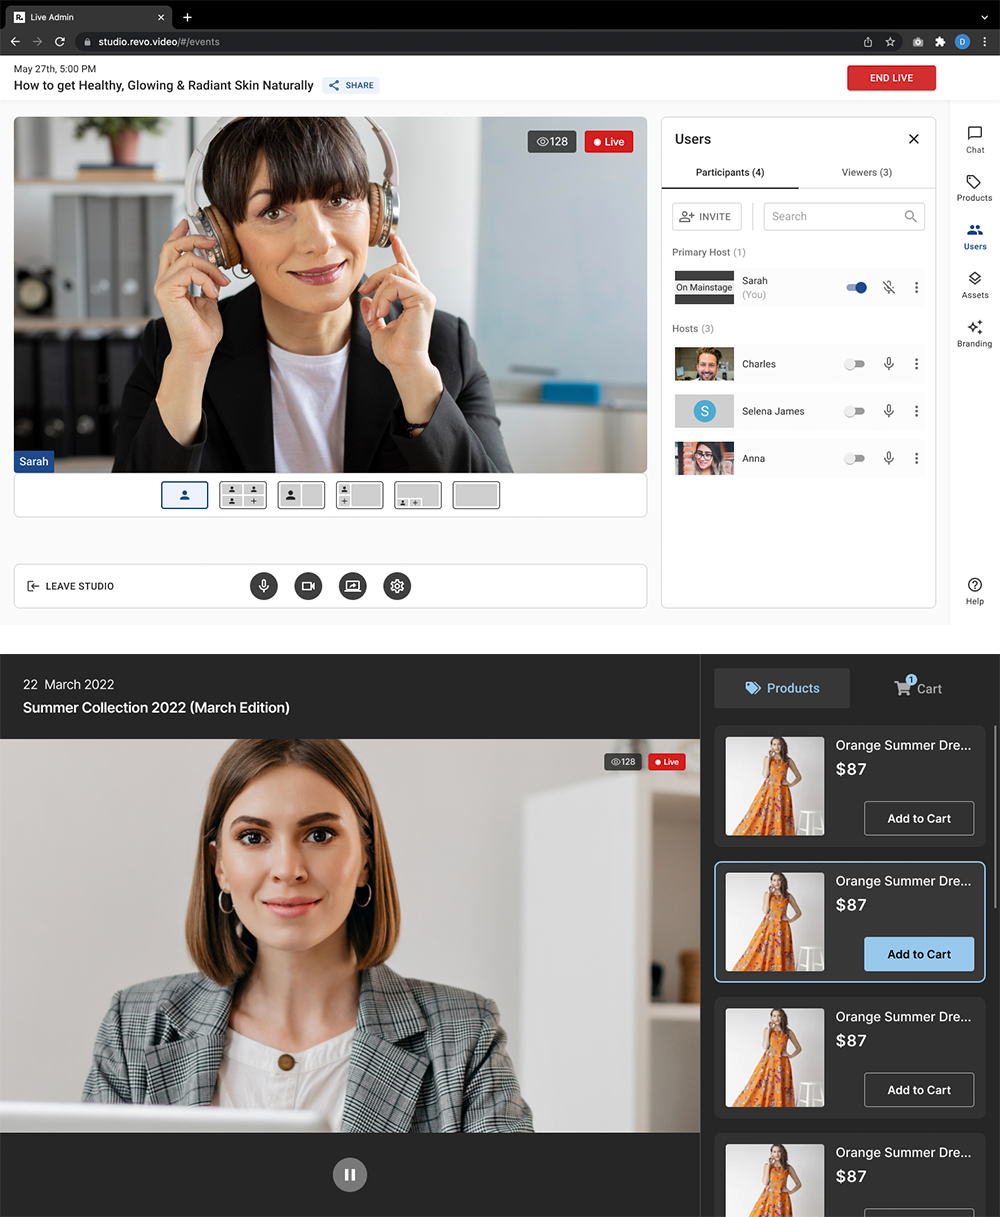 Live Admin
studio.revo.video/#/events
D
May 27th, 5:00 PM
How to get Healthy, Glowing & Radiant Skin Naturally
SHARE
END LIVE
128
Live
Sarah
LEAVE STUDIO
Users
Participants (4)
Viewers (3)
INVITE
Search
Primary Host (1)
On Mainstage
Sarah
(You)
Hosts (3)
Charles
S
Selena James
Anna
Chat
Products
Users
Assets
Branding
Help
22 March 2022
Summer Collection 2022 (March Edition)
128
Live
Products
1
Cart
Orange Summer Dre...
$87
Add to Cart
Orange Summer Dre...
$87
Add to Cart
Orange Summer Dre...
$87
Add to Cart
Orange Summer Dre...
$87